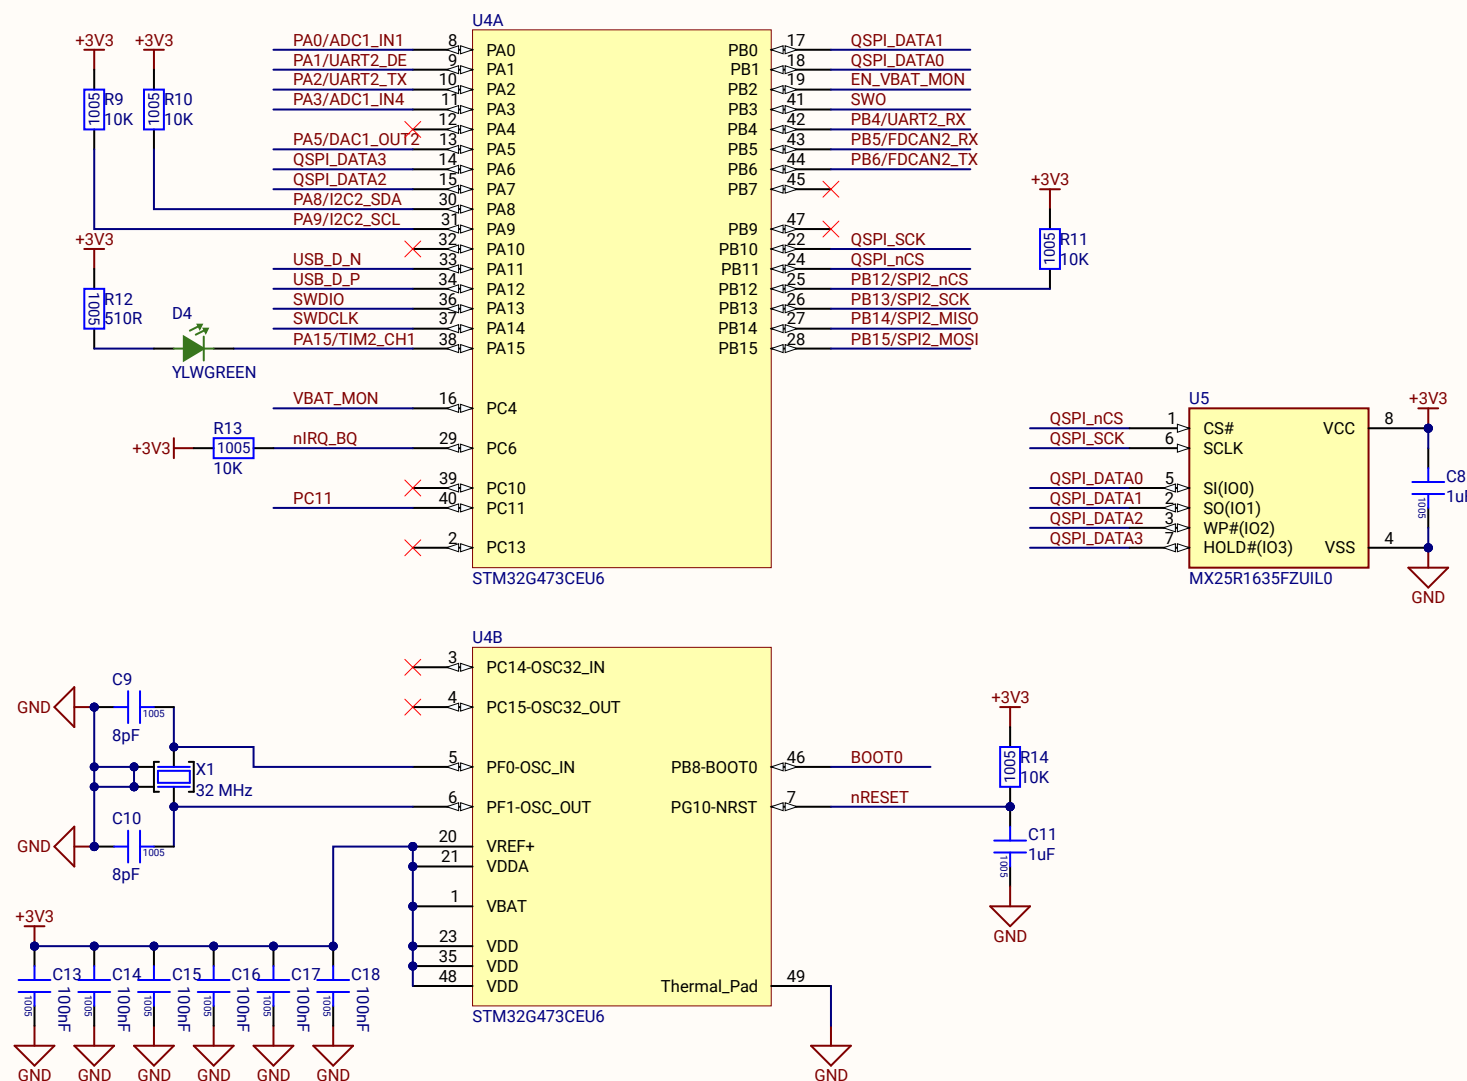 U4A
+3V3 +3V3
PA0/ADC1_IN1 8 PA0 PB0 17 QSPI_DATA1
PA1/UART2_DE 9 PA1 PB1 18 QSPI_DATA0
PA2/UART2_TX 10 PA2 PB2 19 EN_VBAT_MON
1005 R9 10K
1005 R10 10K
PA3/ADC1_IN4 11 PA3 PB3 41 SWO
12 PA4 PB4 42 PB4/UART2_RX
PA5/DAC1_OUT2 13 PA5 PB5 43 PB5/FDCAN2_RX
QSPI_DATA3 14 PA6 PB6 44 PB6/FDCAN2_TX
QSPI_DATA2 15 PA7 PB7 45
+3V3
PA8/I2C2_SDA 30 PA8
PA9/I2C2_SCL 31 PA9 PB9 47
+3V3
32 PA10 PB10 22 QSPI_SCK
1005 R11 10K
USB_D_N 33 PA11 PB11 24 QSPI_nCS
USB_D_P 34 PA12 PB12 25 PB12/SPI2_nCS
1005 R12 510R
SWDIO 36 PA13 PB13 26 PB13/SPI2_SCK
D4
SWDCLK 37 PA14 PB14 27 PB14/SPI2_MISO
PA15/TIM2_CH1 38 PA15 PB15 28 PB15/SPI2_MOSI
YLWGREEN
VBAT_MON 16 PC4
+3V3 R13 1005 10K nIRQ_BQ 29 PC6
39 PC10
PC11 40 PC11
2 PC13
STM32G473CEU6
U5
+3V3
QSPI_nCS 1 CS# VCC 8
QSPI_SCK 6 SCLK
QSPI_DATA0 5 SI(IO0)
QSPI_DATA1 2 SO(IO1)
QSPI_DATA2 3 WP#(IO2)
QSPI_DATA3 7 HOLD#(IO3) VSS 4
C8
1005
MX25R1635FZUIL0
GND
U4B
3 PC14-OSC32_IN
4 PC15-OSC32_OUT
C9
GND 1005
8pF
5 PF0-OSC_IN PB8-BOOT0 46 BOOT0
X1
32 MHz
6 PF1-OSC_OUT PG10-NRST 7 nRESET
+3V3
1005 R14 10K
C10
GND 1005
8pF
C11
1uF
1005
GND
20 VREF+
21 VDDA
1 VBAT
23 VDD
35 VDD
48 VDD Thermal_Pad 49
STM32G473CEU6
+3V3
C13 C14 C15 C16 C17 C18
1005 100nF 1005 100nF 1005 100nF 1005 100nF 1005 100nF 1005 100nF
GND GND GND GND GND GND GND